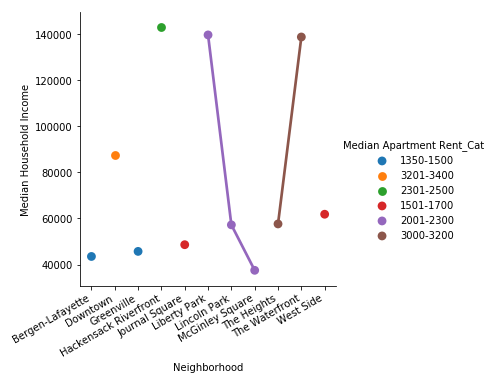 140000
120000
100000
80000
60000
40000
Median Household Income
Bergen-Lafayette
Downtown
Greenville
Hackensack Riverfront
Journal Square
Liberty Park
Lincoln Park
McGinley Square
The Heights
The Waterfront
West Side
Neighborhood
Median Apartment Rent_Cat
1350-1500
3201-3400
2301-2500
1501-1700
2001-2300
3000-3200